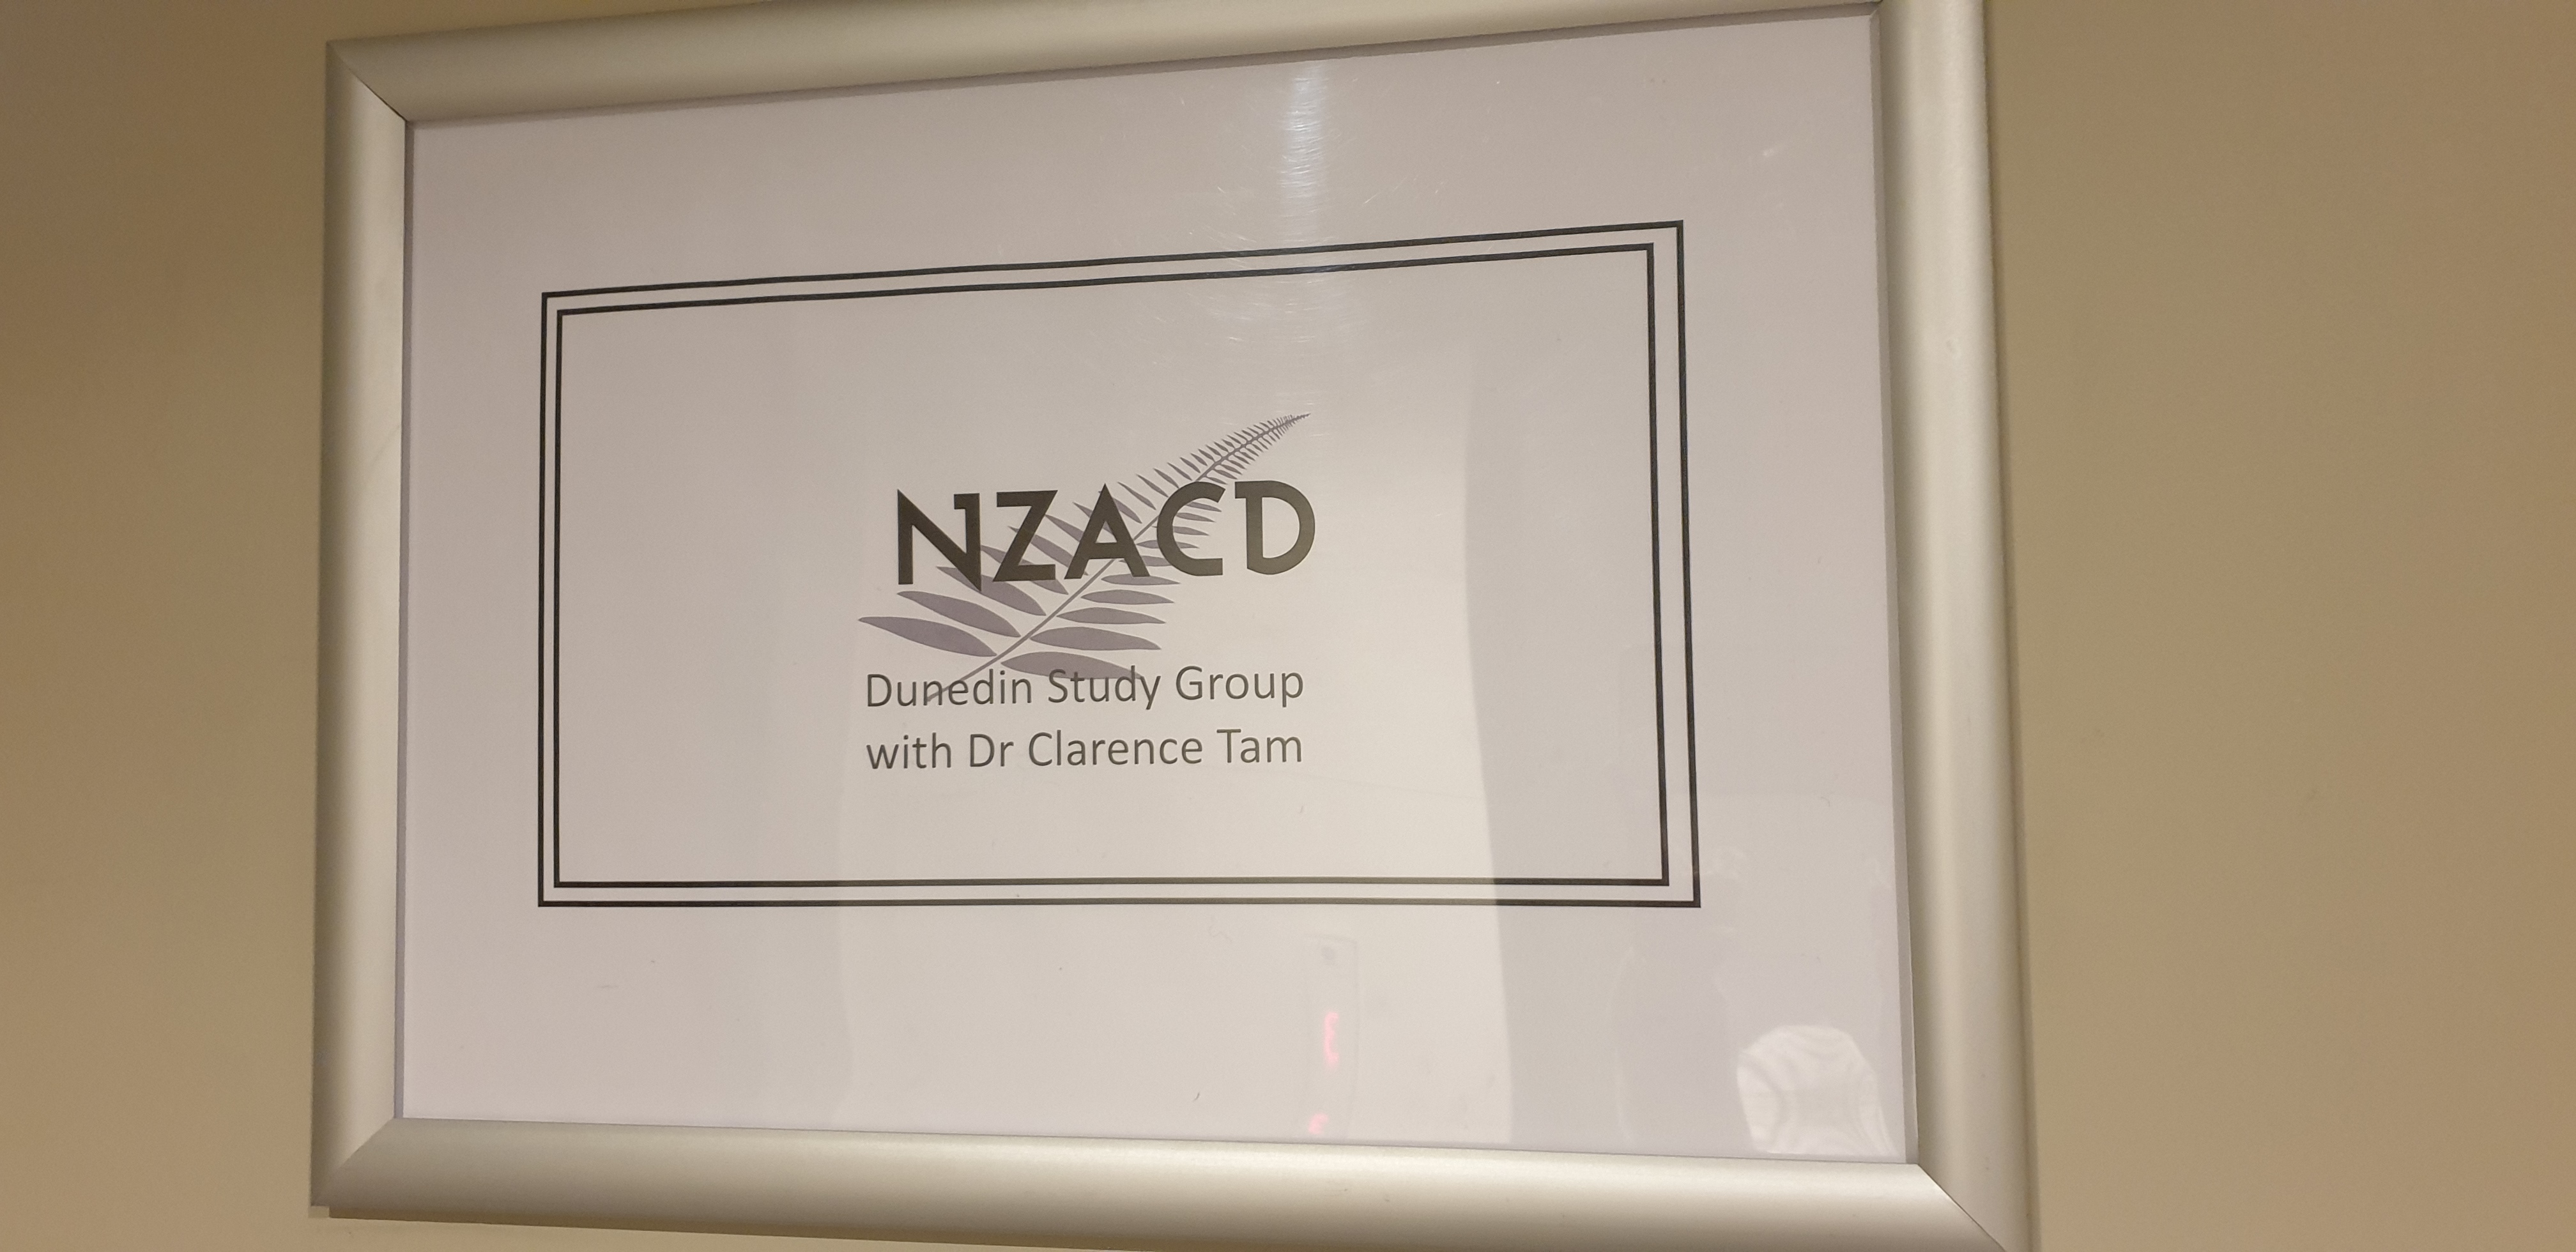 NZACD
Dunedin Study Group
with Dr Clarence Tam